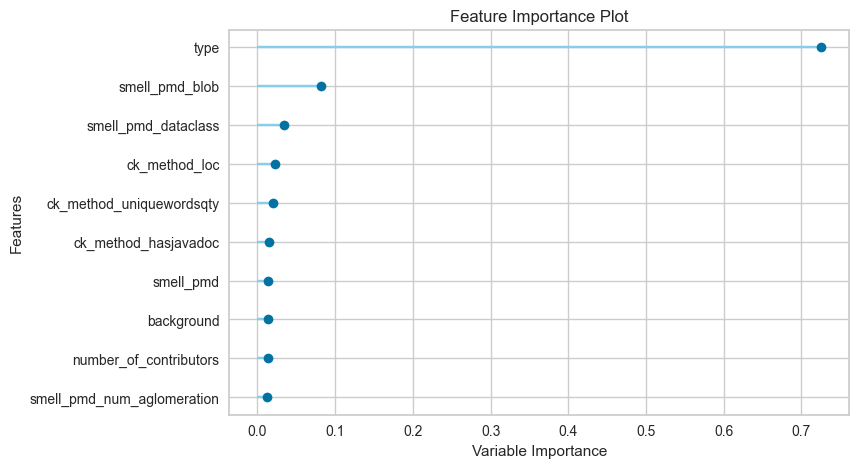 Feature Importance Plot
type
smell_pmd_blob
smell_pmd_dataclass
ck_method_loc
ck_method_uniquewordsqty
ck_method_hasjavadoc
smell_pmd
background
number_of_contributors
smell_pmd_num_aglomeration
Features
0.0 0.1 0.2 0.3 0.4 0.5 0.6 0.7
Variable Importance